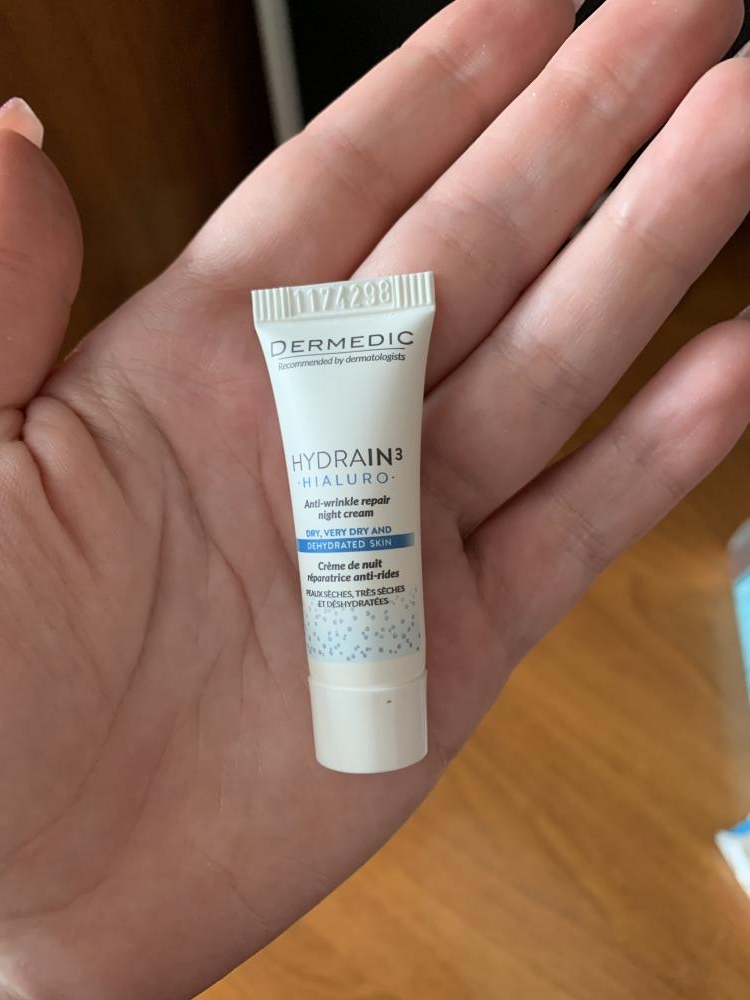 1174298
DERMEDIC
Recommended by dermatologists
HYDRAIN³
·HIALURO·
Anti-wrinkle repair
night cream
DRY, VERY DRY AND
DEHYDRATED SKIN
Crème de nuit
réparatrice anti-rides
PEAUX SÈCHES, TRÈS SÈCHES
ET DÉSHYDRATÉES